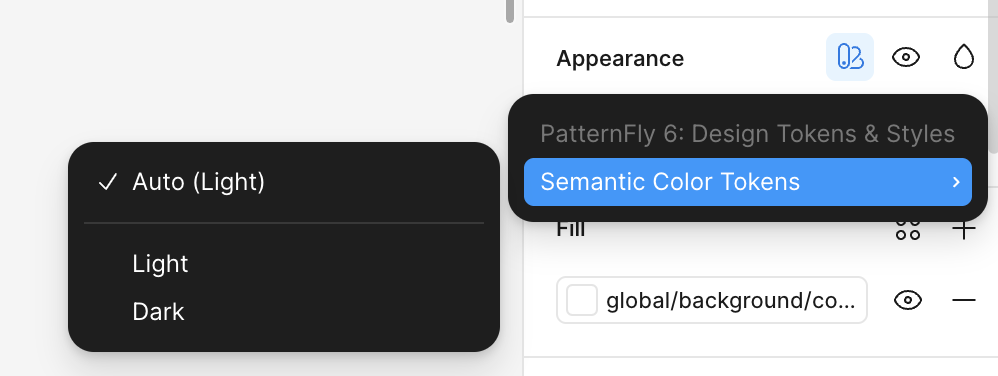 Appearance
PatternFly 6: Design Tokens & Styles
Semantic Color Tokens
Auto (Light)
Light
Dark
Fill
global/background/co...